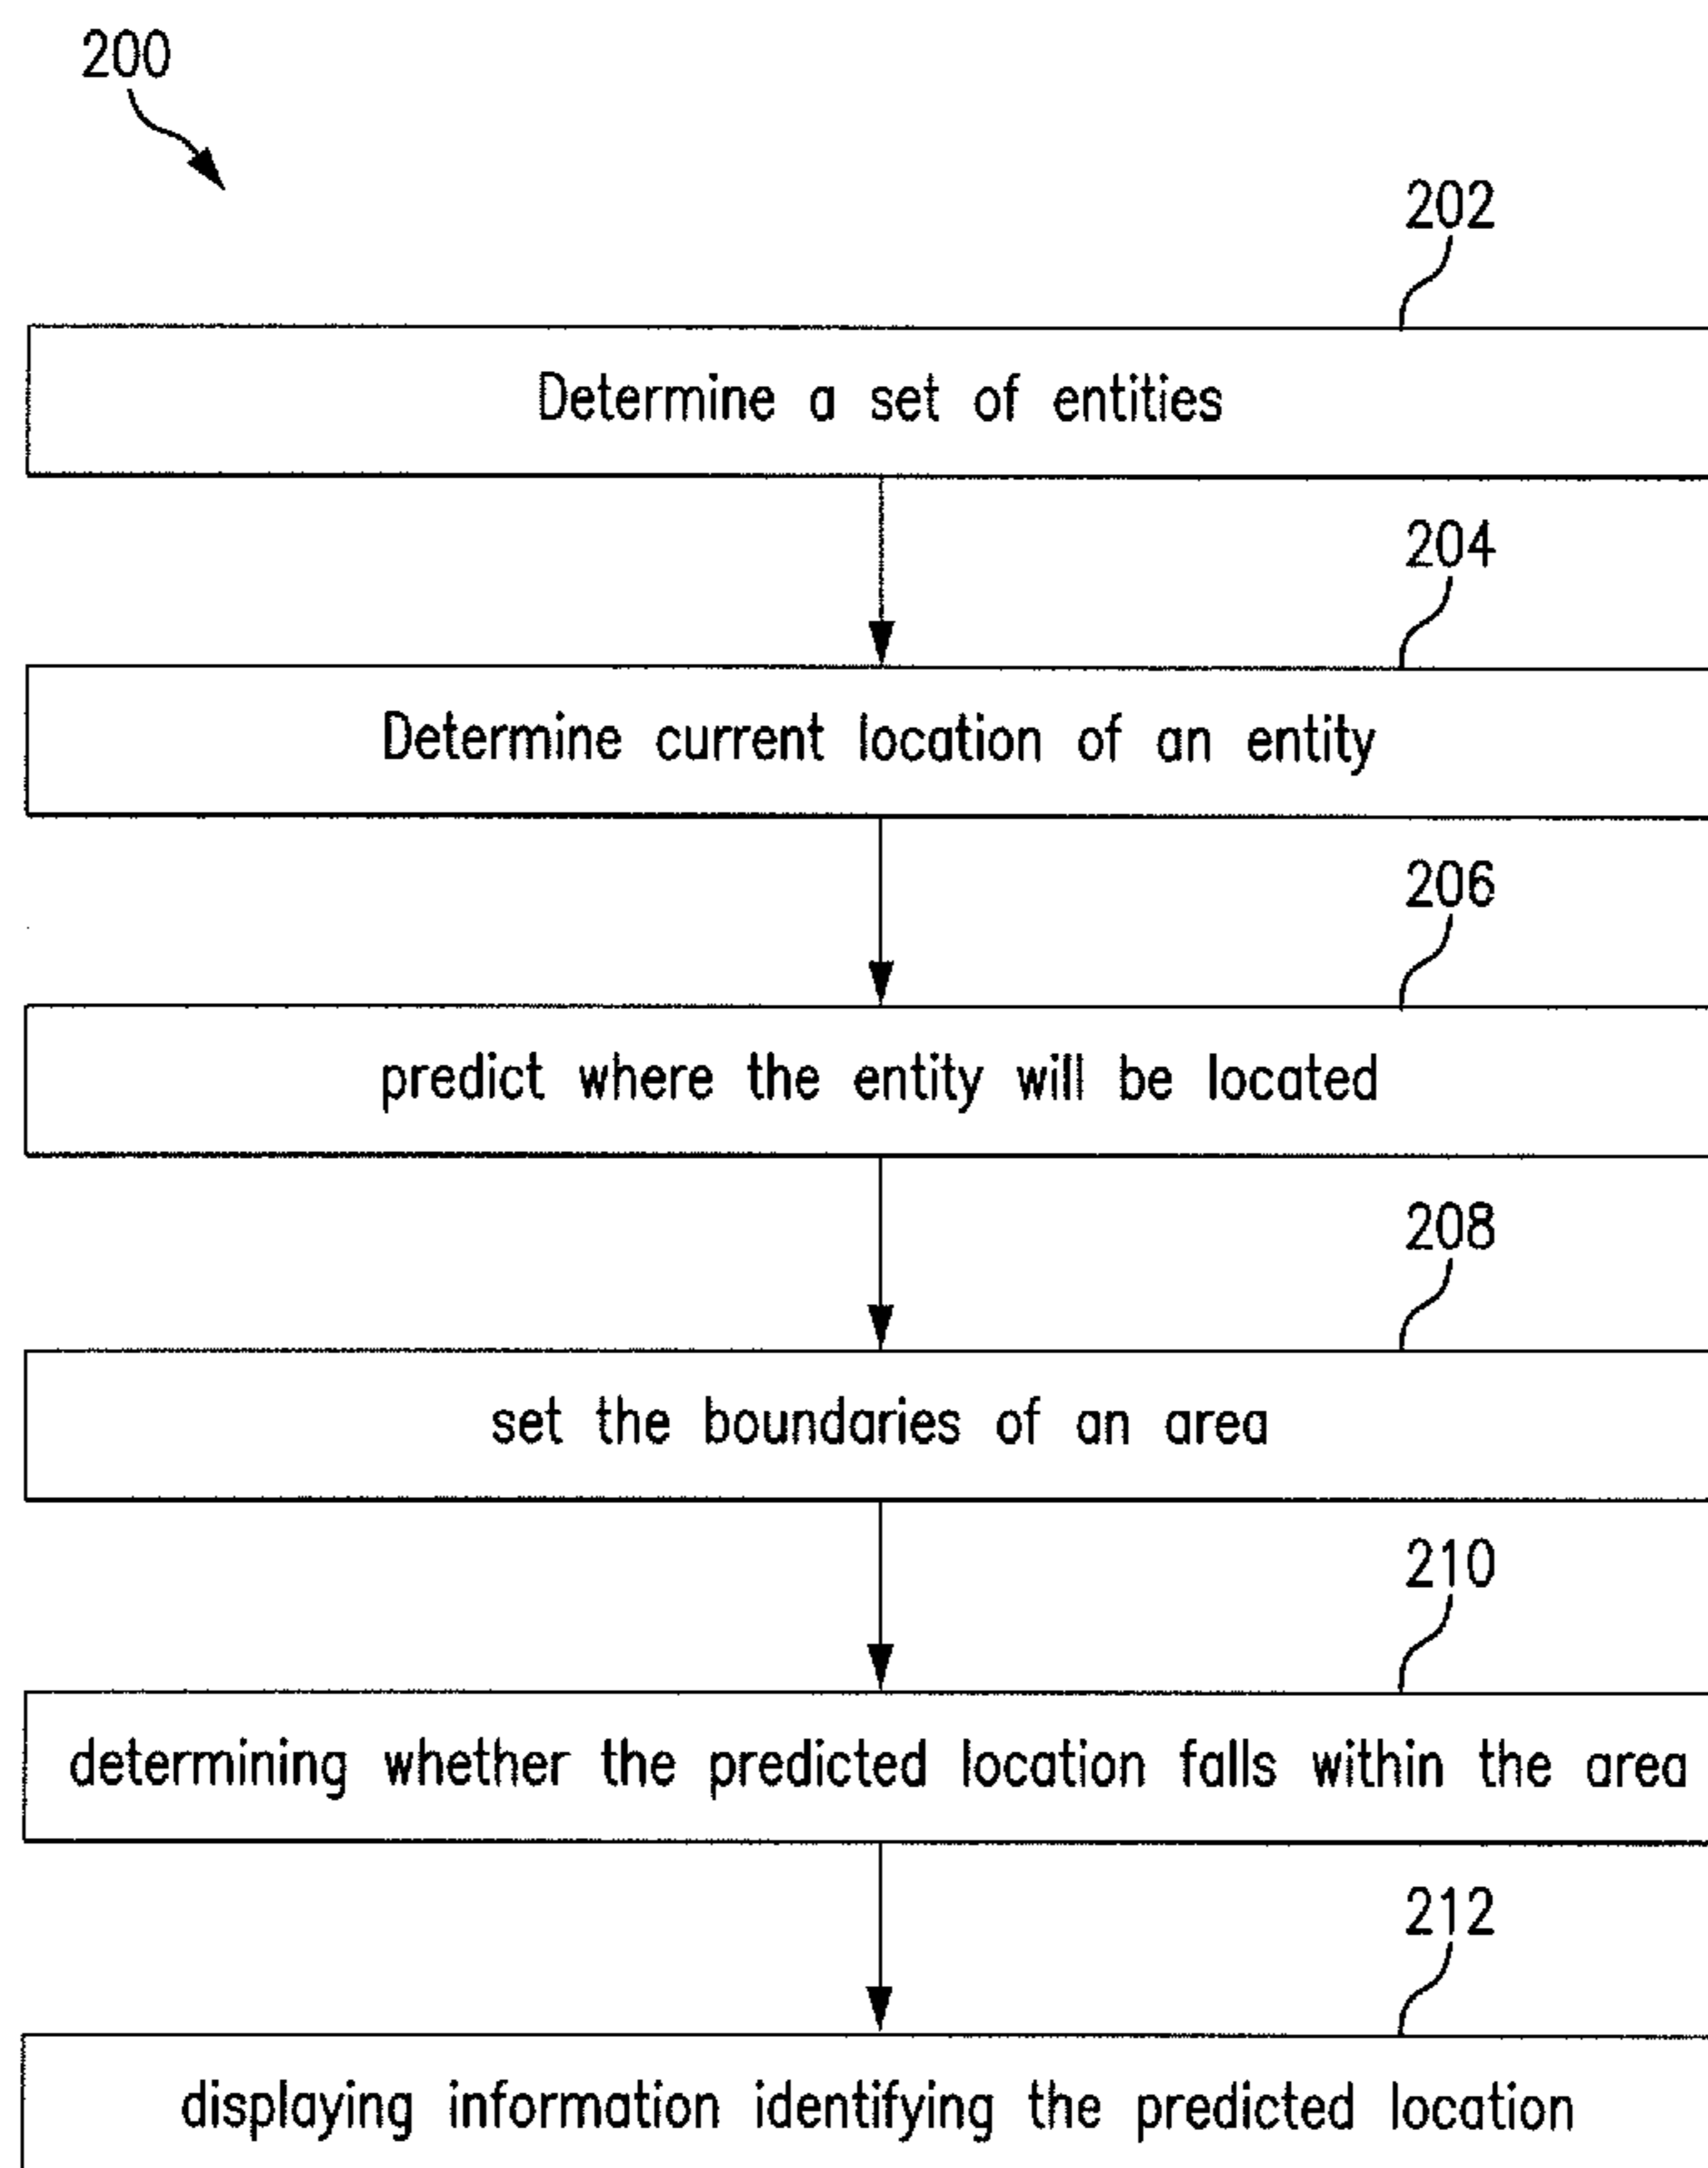 200
202
Determine a set of entities
204
Determine current location of an entity
206
predict where the entity will be located
208
set the boundaries of an area
210
determining whether the predicted location falls within the area
212
displaying information identifying the predicted location